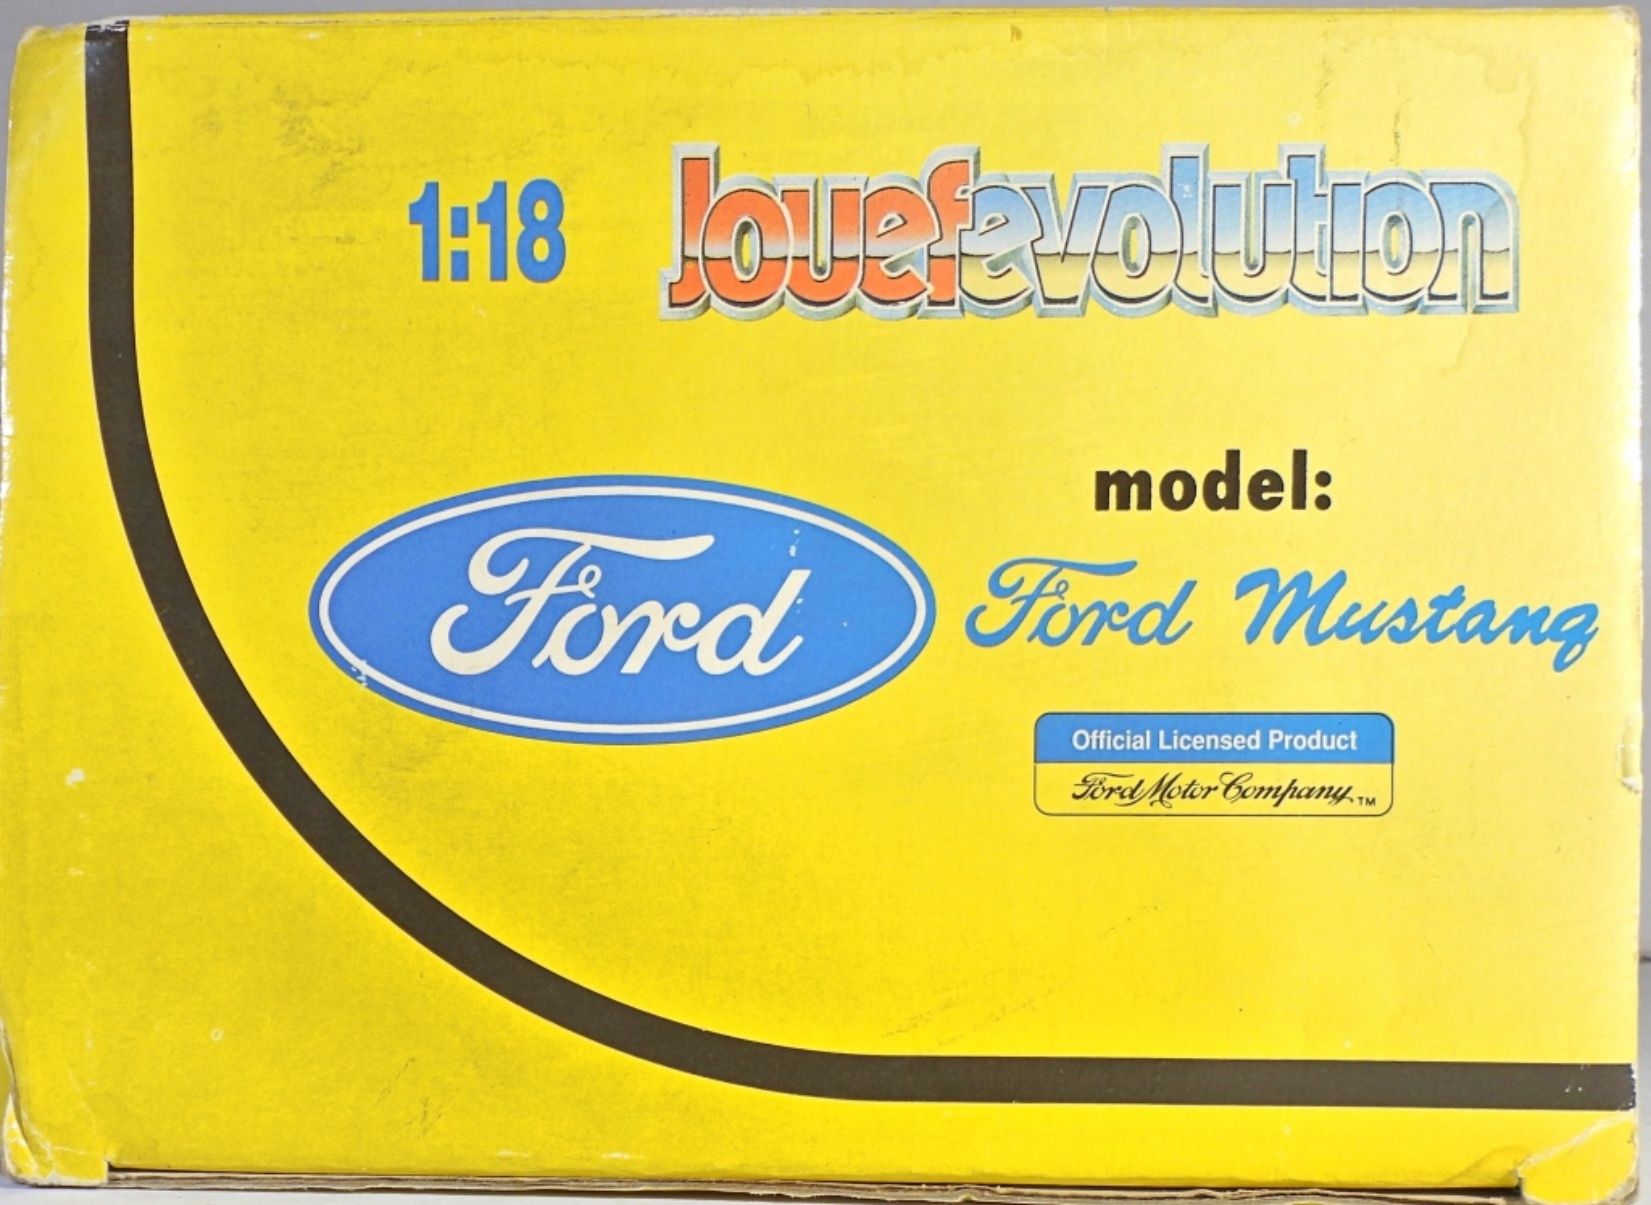 1:18
Jouefevolution
model:
Ford
Ford Mustang
Official Licensed Product
Ford Motor Company TM